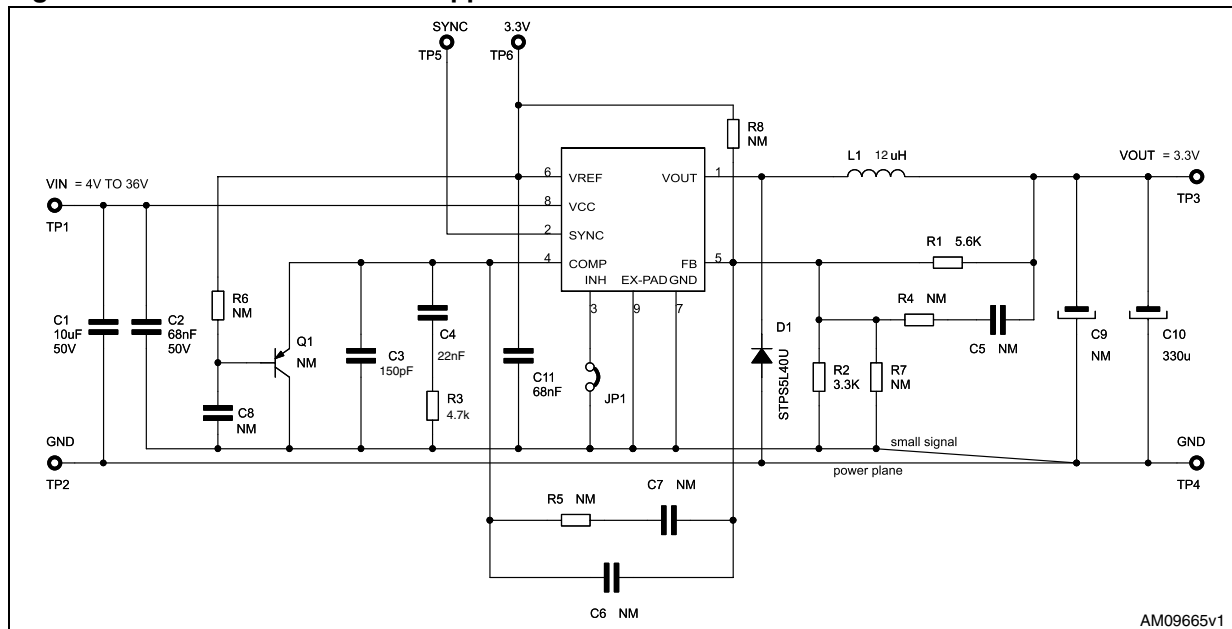 SYNC
3.3V
TP5
TP6
R8
NM
L1 12 uH
VOUT = 3.3V
VIN = 4V TO 36V
6
VREF
VOUT
1
TP1
8
VCC
TP3
2
SYNC
R1 5.6K
4
COMP
FB
5
INH
EX-PAD
GND
R6
NM
3
9
7
R4 NM
C1
10uF
50V
C2
68nF
50V
Q1
NM
C4
22nF
D1
C5 NM
C9
NM
C10
330u
C3
150pF
C11
68nF
STPS5L40U
R2
3.3K
R7
NM
R3
4.7k
JP1
C8
NM
GND
small signal
GND
TP2
power plane
TP4
R5 NM
C7 NM
C6 NM
AM09665v1